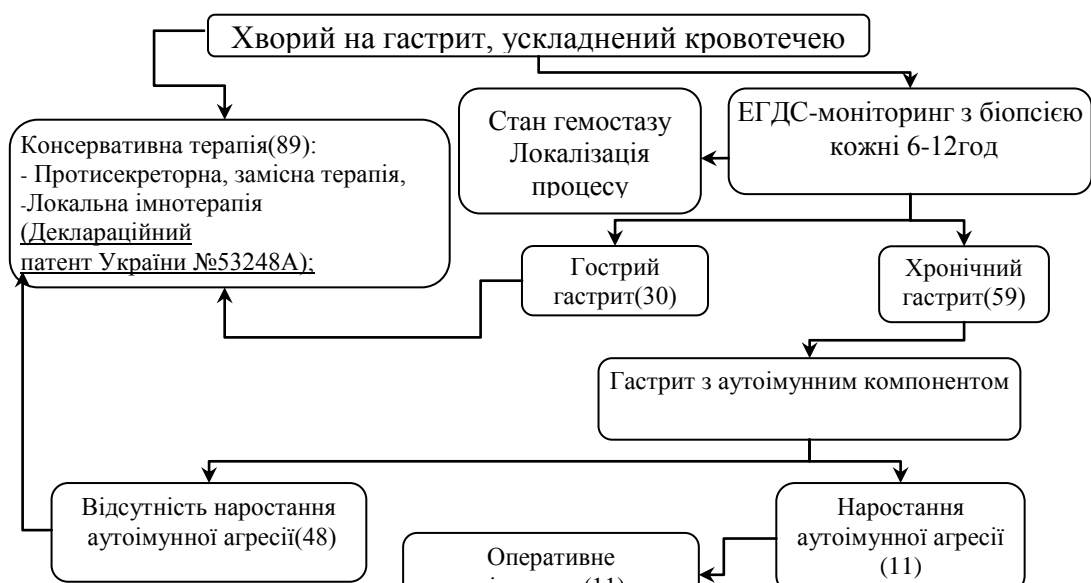 Хворий на гастрит, ускладнений кровотечею
Стан гемостазу
Локалізація
процесу
ЕГДС-моніторинг з біопсією
кожні 6-12год
Консервативна терапія(89):
- Протисекреторна, замісна терапія,
-Локальна імнотерапія
(Деклараційний
патент України №53248А);
Гострий
гастрит(30)
Хронічний
гастрит(59)
Гастрит з аутоімунним компонентом
Відсутність наростання
аутоімунної агресії(48)
Наростання
аутоімунної агресії
(11)
Оперативне